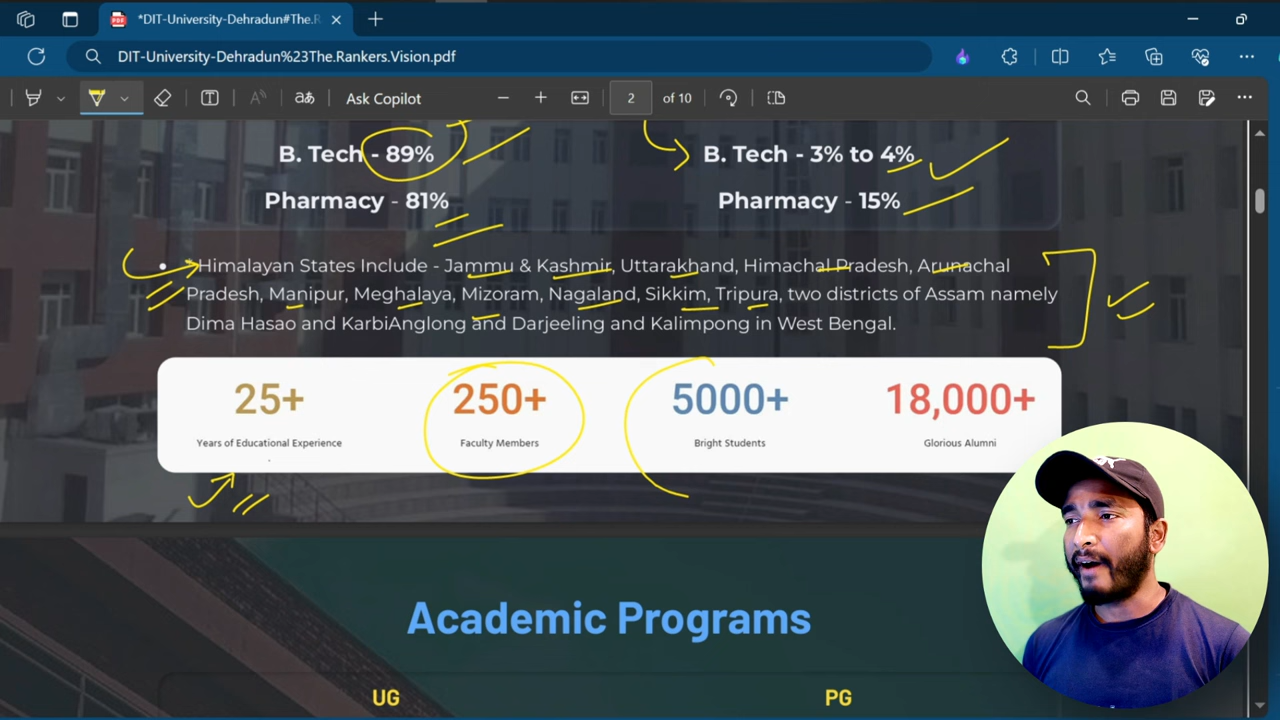 *DIT-University-Dehradun#The.R
DIT-University-Dehradun%23The.Rankers.Vision.pdf
Ask Copilot
2 of 10
B. Tech - 89%
B. Tech - 3% to 4%
Pharmacy - 81%
Pharmacy - 15%
*Himalayan States Include - Jammu & Kashmir, Uttarakhand, Himachal Pradesh, Arunachal
Pradesh, Manipur, Meghalaya, Mizoram, Nagaland, Sikkim, Tripura, two districts of Assam namely
Dima Hasao and KarbiAnglong and Darjeeling and Kalimpong in West Bengal.
25+
250+
5000+
18,000+
Years of Educational Experience
Faculty Members
Bright Students
Glorious Alumni
Academic Programs
UG
PG